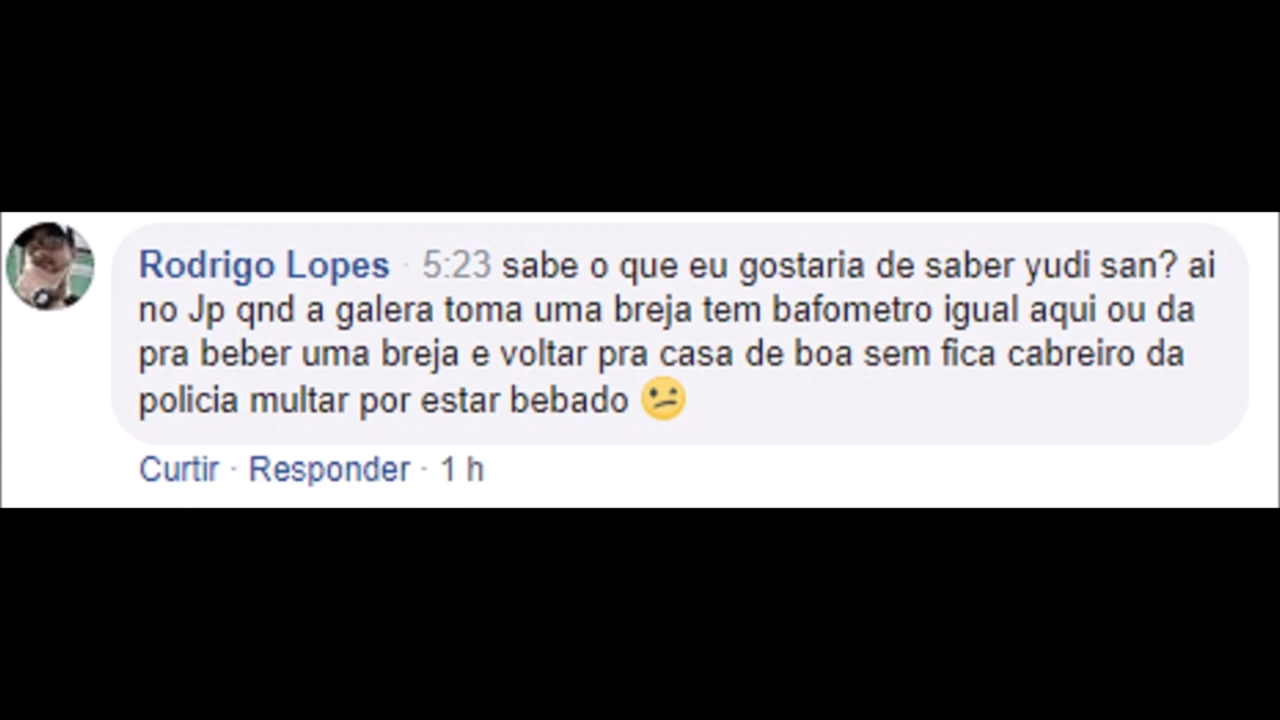 Rodrigo Lopes · 5:23 sabe o que eu gostaria de saber yudi san? ai
no Jp qnd a galera toma uma breja tem bafometro igual aqui ou da
pra beber uma breja e voltar pra casa de boa sem fica cabreiro da
policia multar por estar bebado 😕
Curtir · Responder · 1 h